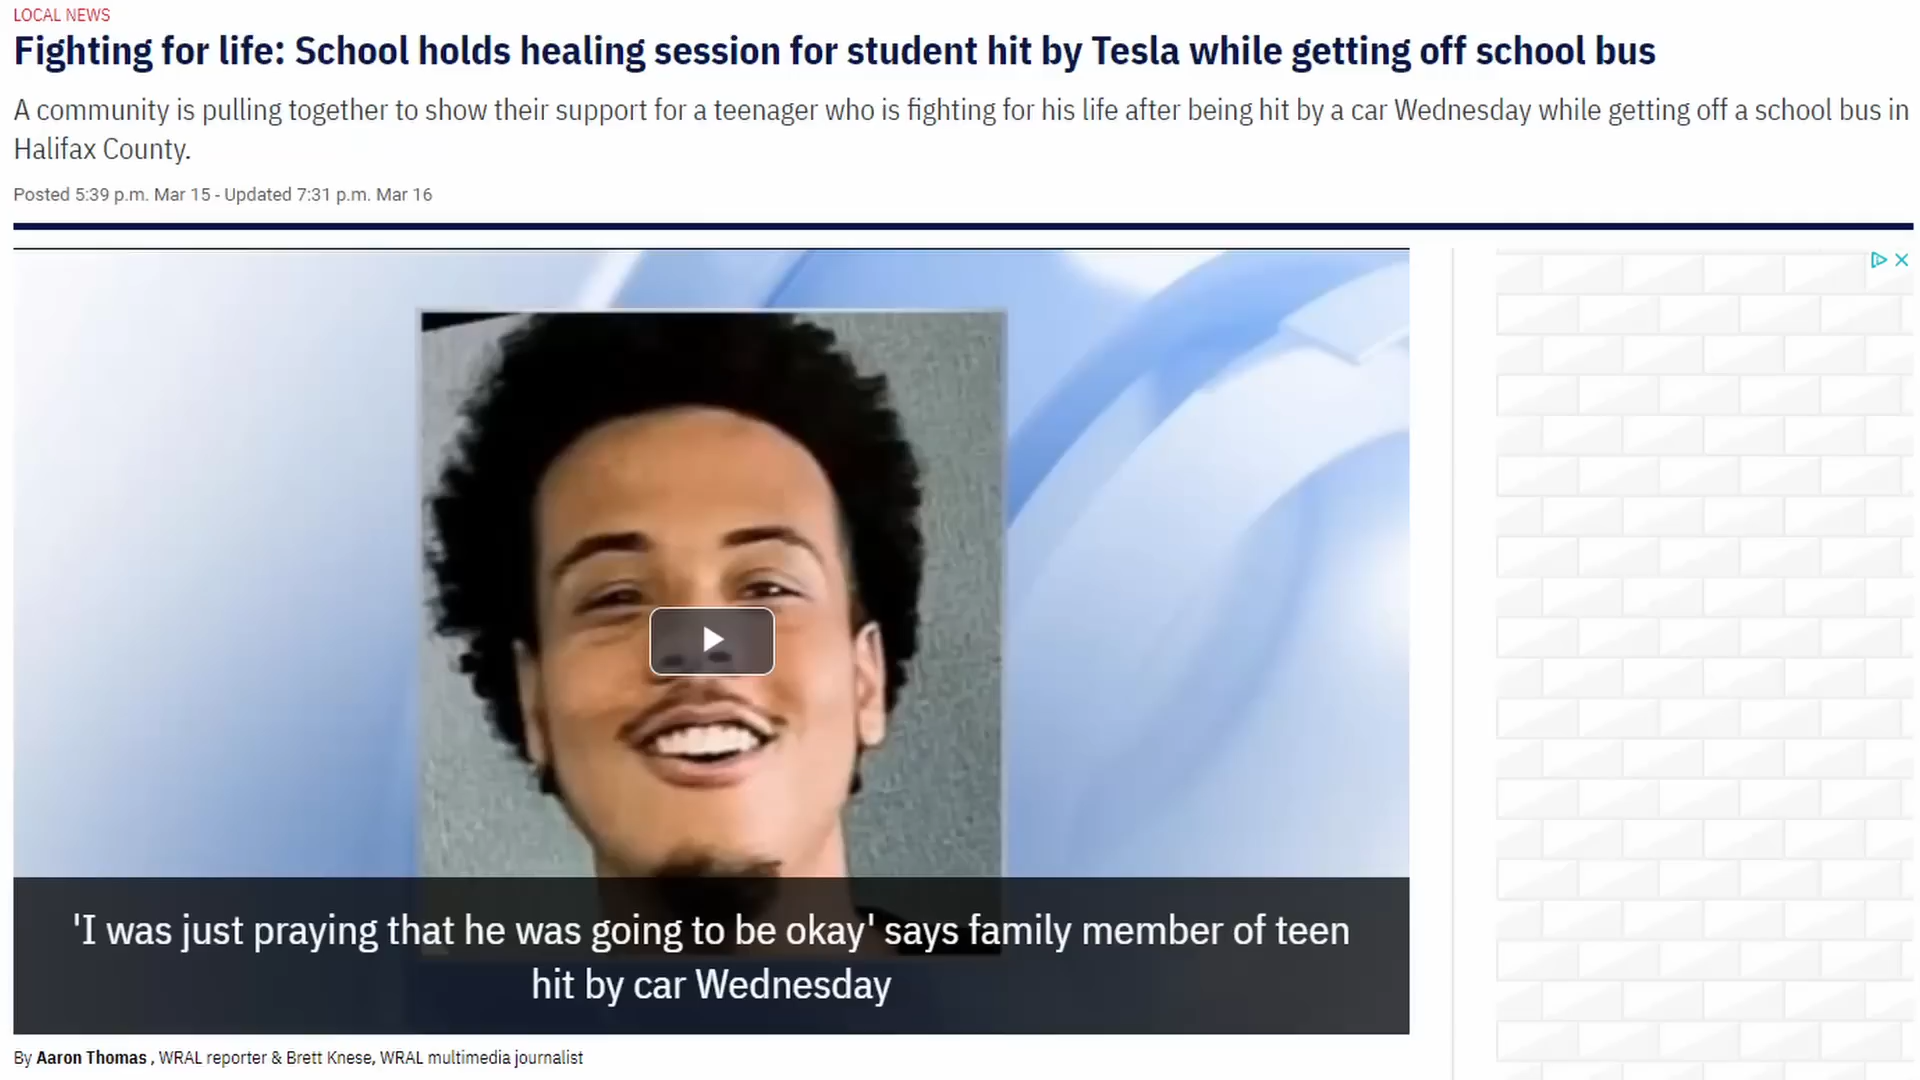 LOCAL NEWS
Fighting for life: School holds healing session for student hit by Tesla while getting off school bus
A community is pulling together to show their support for a teenager who is fighting for his life after being hit by a car Wednesday while getting off a school bus in
Halifax County.
Posted 5:39 p.m. Mar 15 - Updated 7:31 p.m. Mar 16
'I was just praying that he was going to be okay' says family member of teen
hit by car Wednesday
By Aaron Thomas , WRAL reporter & Brett Knese, WRAL multimedia journalist